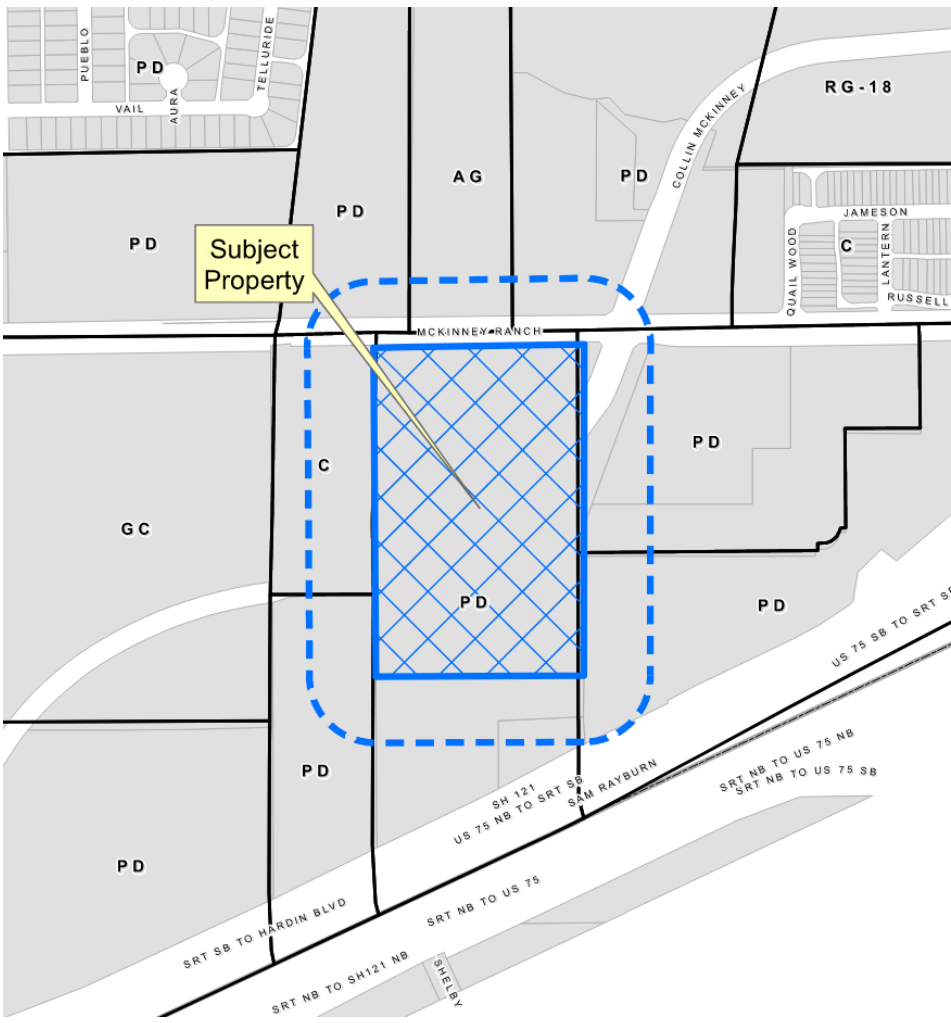 PUEBLO
TELLURIDE
PD
AURA
VAIL
RG-18
COLLIN MCKINNEY
AG
PD
PD
PD
JAMESON
QUAIL WOOD
LANTERN
C
RUSSELL
Subject
Property
MCKINNEY RANCH
PD
C
GC
PD
PD
US 75 SB TO SRT SB
PD
SRT NB TO US 75 NB
SRT NB TO US 75 SB
SH 121
US 75 NB TO SRT SB
SAM RAYBURN
PD
SRT SB TO HARDIN BLVD
SRT NB TO US 75
SRT NB TO SH121 NB
SHELBY